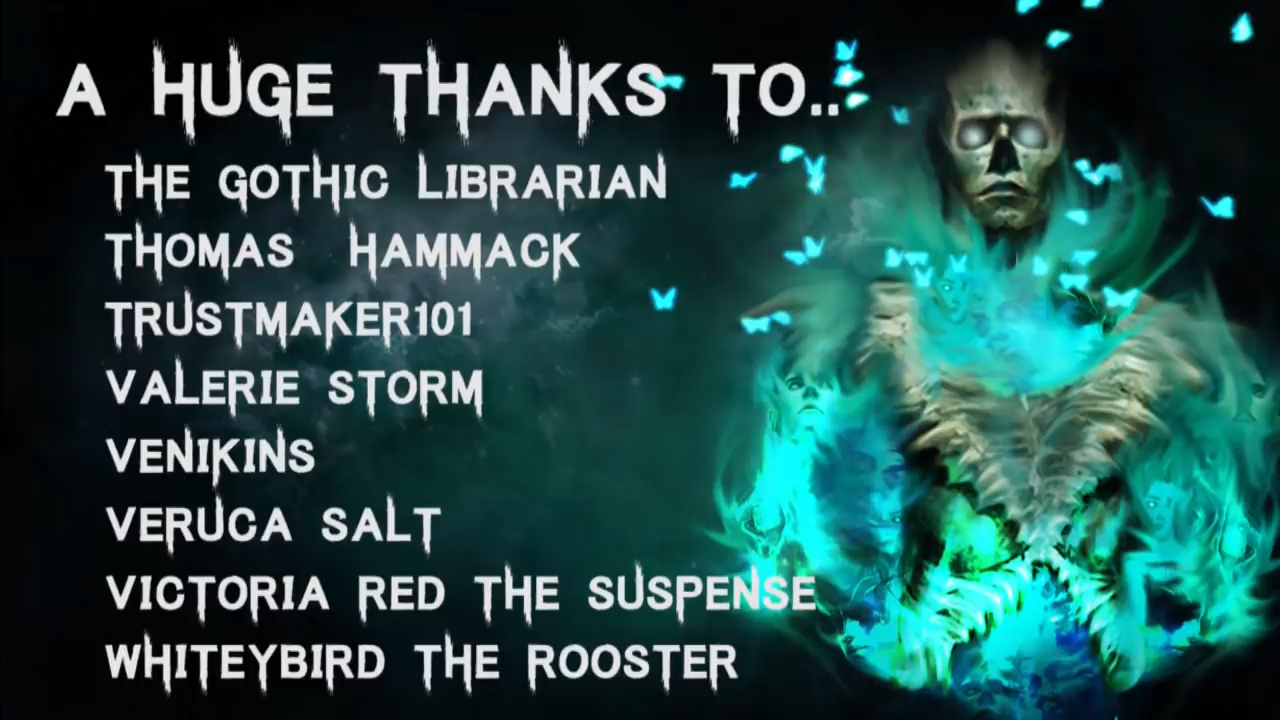 A HUGE THANKS TO..
THE GOTHIC LIBRARIAN
THOMAS HAMMACK
TRUSTMAKER101
VALERIE STORM
VENIKINS
VERUCA SALT
VICTORIA RED THE SUSPENSE
WHITEYBIRD THE ROOSTER